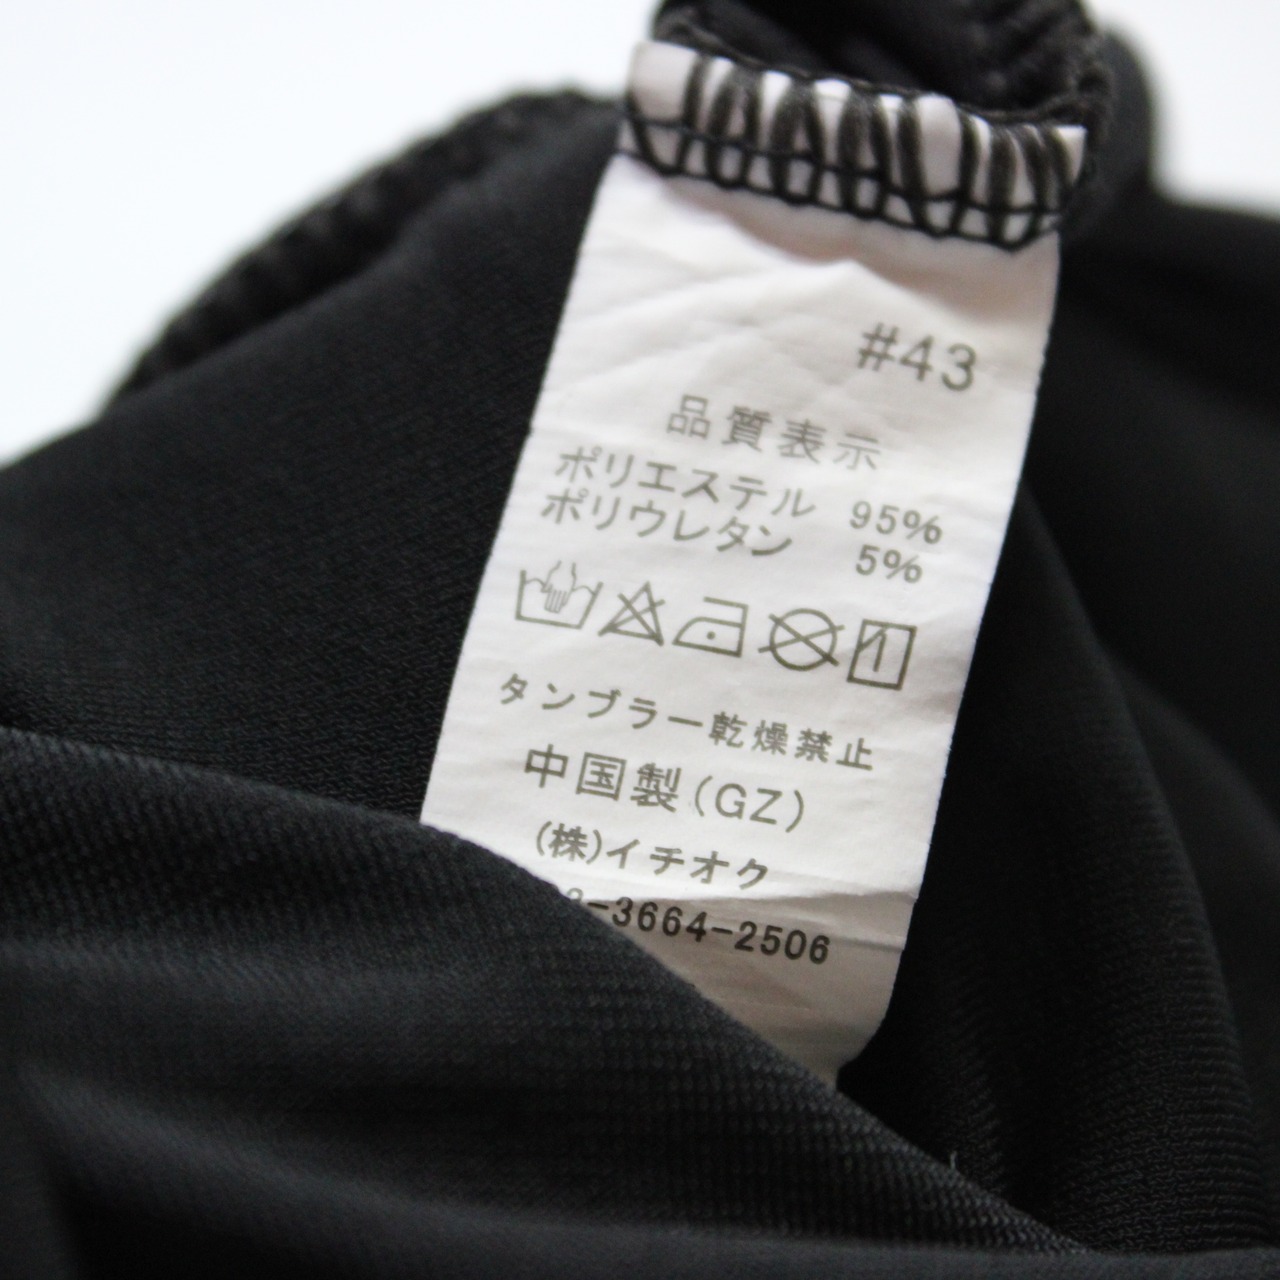 #43
品質表示
ポリエステル 95%
ポリウレタン 5%
タンブラー乾燥禁止
中国製(GZ)
(株)イチオク
-3664-2506